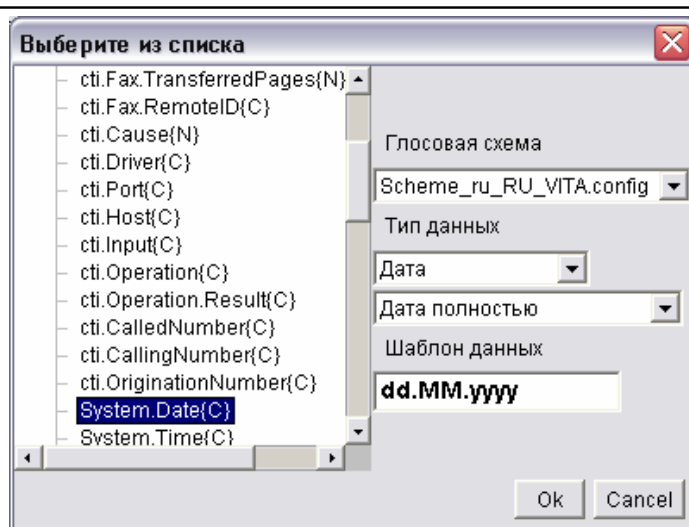 Выберите из списка
cti.Fax.TransferredPages{N}
cti.Fax.RemoteID{C}
cti.Cause{N}
cti.Driver{C}
cti.Port{C}
cti.Host{C}
cti.Input{C}
cti.Operation{C}
cti.Operation.Result{C}
cti.CalledNumber{C}
cti.CallingNumber{C}
cti.OriginationNumber{C}
System.Date{C}
System.Time{C}
Глосовая схема
Scheme_ru_RU_VITA.config
Тип данных
Дата
Дата полностью
Шаблон данных
dd.MM.yyyy
Ok
Cancel